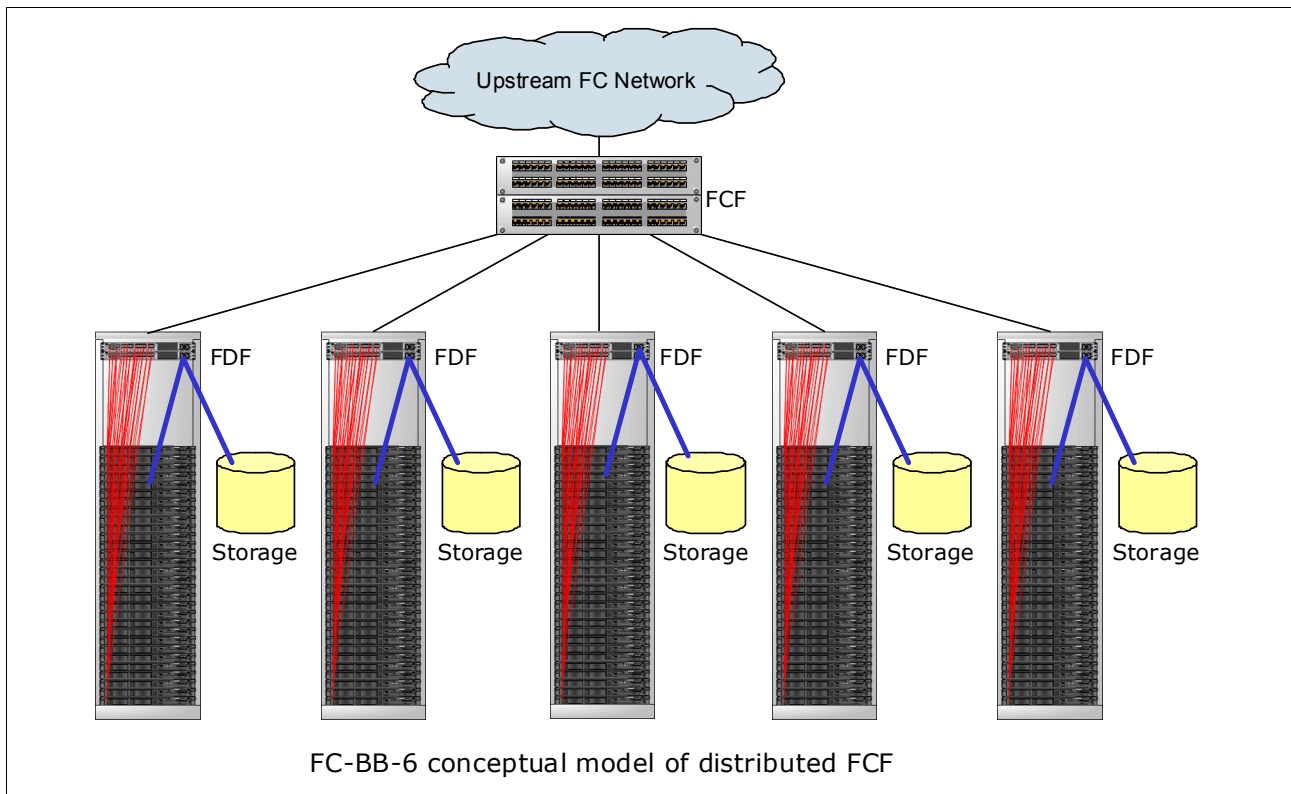 Upstream FC Network
FCF
FDF
FDF
FDF
FDF
FDF
Storage
Storage
Storage
Storage
Storage
FC-BB-6 conceptual model of distributed FCF